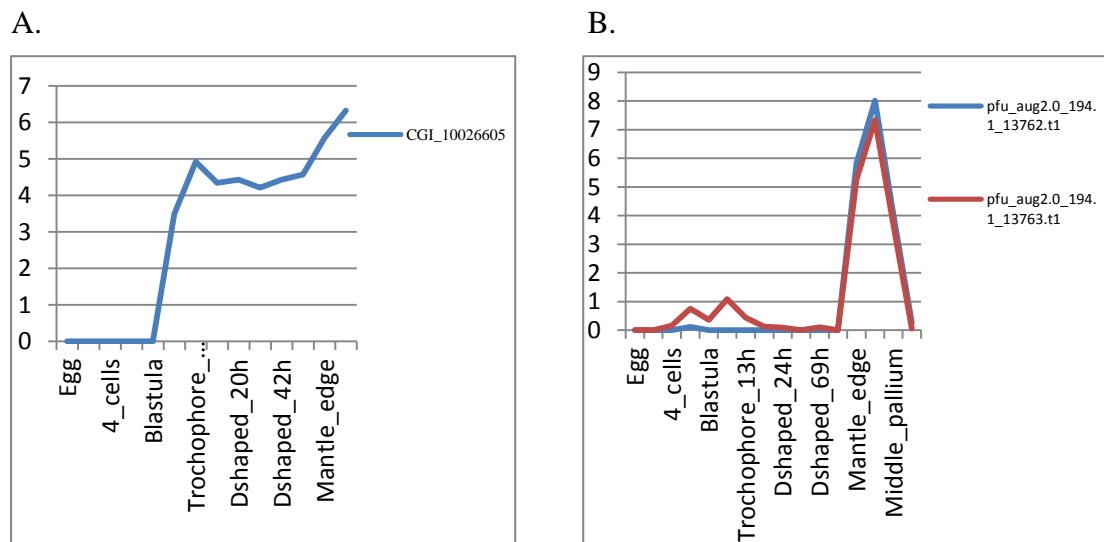 A.
7
6
5
4
3
2
1
0
Egg
4_cells
Blastula
Trochophore_...
Dshaped_20h
Dshaped_42h
Mantle_edge
CGI_10026605
B.
9
8
7
6
5
4
3
2
1
0
Egg
4_cells
Blastula
Trochophore_13h
Dshaped_24h
Dshaped_69h
Mantle_edge
Middle_pallium
pfu_aug2.0_194.
1_13762.t1
pfu_aug2.0_194.
1_13763.t1